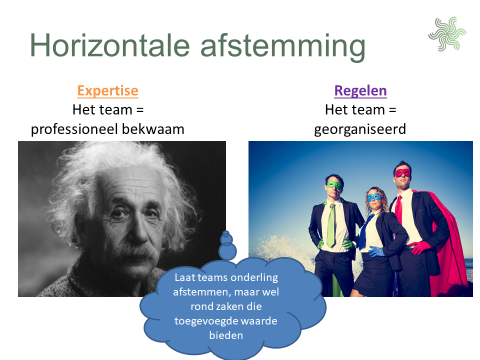 Horizontale afstemming
Expertise
Het team =
professioneel bekwaam
Regelen
Het team =
georganiseerd
Laat teams onderling
afstemmen, maar wel
rond zaken die
toegevoegde waarde
bieden